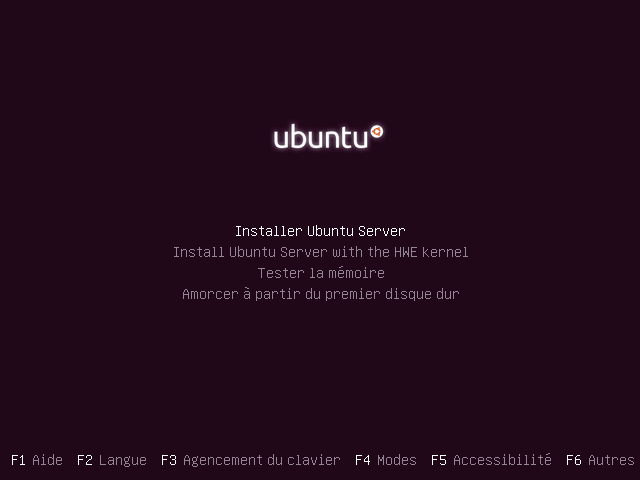 ubuntu
Installer Ubuntu Server
Install Ubuntu Server with the HWE kernel
Tester la mémoire
Amorcer à partir du premier disque dur
F1 Aide F2 Langue F3 Agencement du clavier F4 Modes F5 Accessibilité F6 Autres